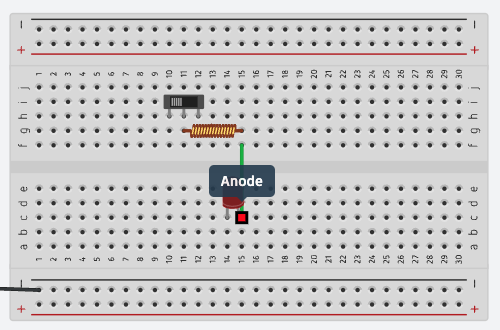 − −
+ +
1 2 3 4 5 6 7 8 9 10 11 12 13 14 15 16 17 18 19 20 21 22 23 24 25 26 27 28 29 30
j j
i i
h h
g g
f f
Anode
e e
d d
c c
b b
a a
1 2 3 4 5 6 7 8 9 10 11 12 13 14 15 16 17 18 19 20 21 22 23 24 25 26 27 28 29 30
− −
+ +